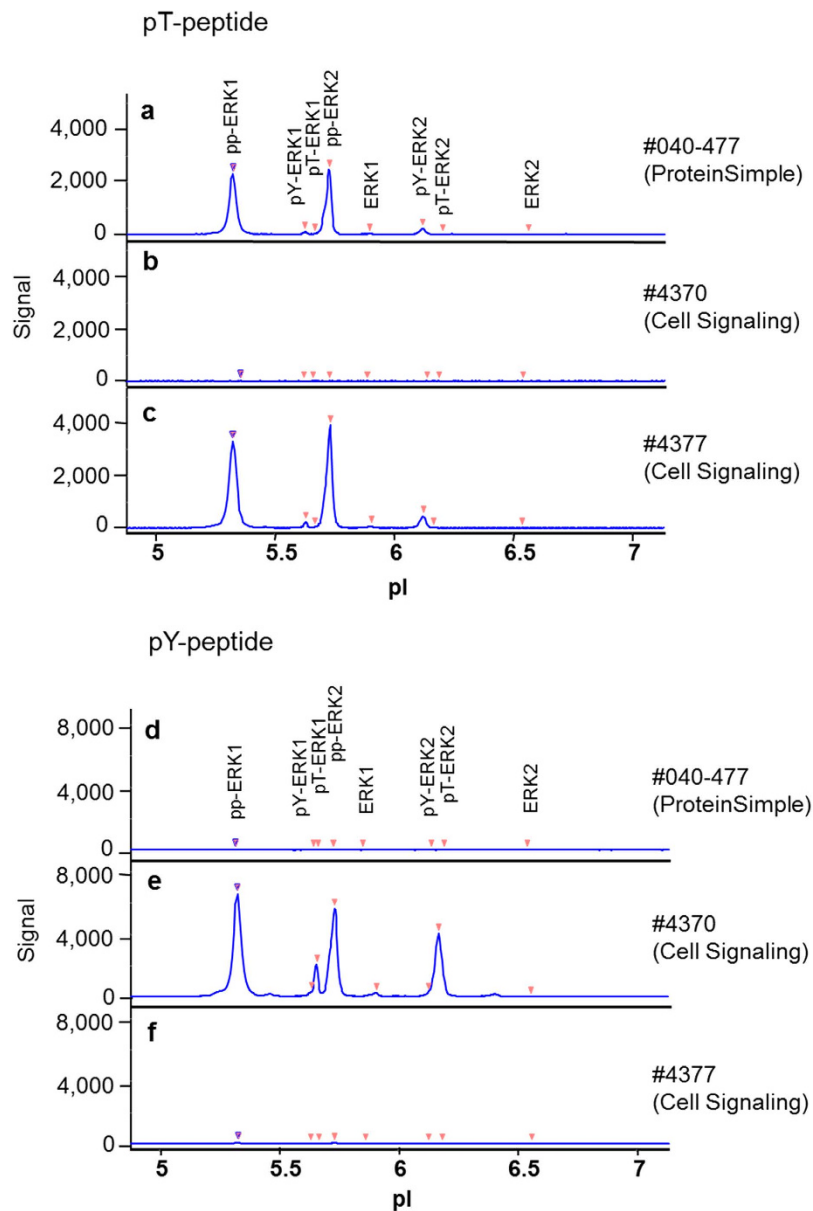 pT-peptide
a
pp-ERK1
pY-ERK1
pT-ERK1
pp-ERK2
ERK1
pY-ERK2
pT-ERK2
ERK2
#040-477
(ProteinSimple)
4,000
2,000
0
b
#4370
(Cell Signaling)
4,000
2,000
0
Signal
c
#4377
(Cell Signaling)
4,000
2,000
0
5 5.5 6 6.5 7
pI
pY-peptide
d
pp-ERK1
pY-ERK1
pT-ERK1
pp-ERK2
ERK1
pY-ERK2
pT-ERK2
ERK2
#040-477
(ProteinSimple)
8,000
4,000
0
e
#4370
(Cell Signaling)
8,000
4,000
0
Signal
f
#4377
(Cell Signaling)
8,000
4,000
0
5 5.5 6 6.5 7
pI